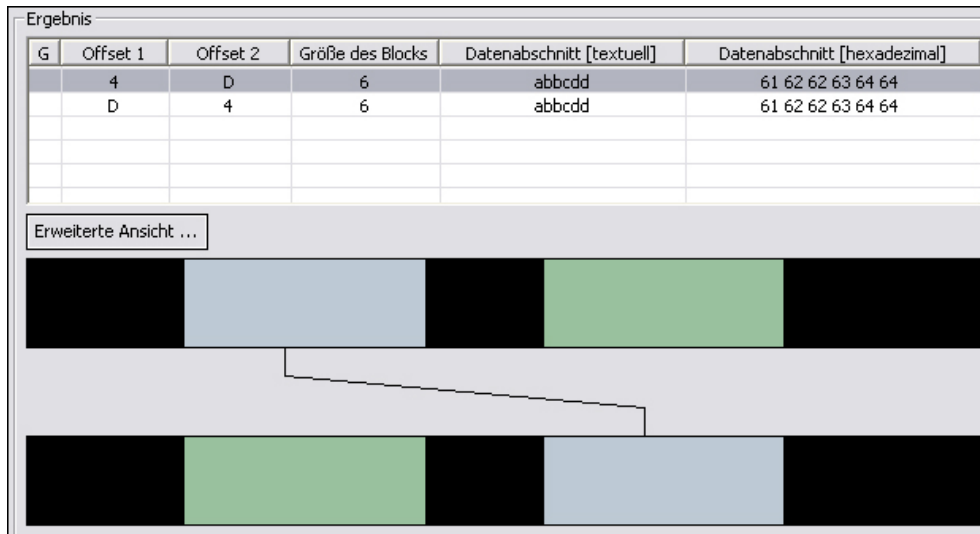 Ergebnis
G Offset 1 Offset 2 Größe des Blocks Datenabschnitt [textuell] Datenabschnitt [hexadezimal]
4 D 6 abbcdd 61 62 62 63 64 64
D 4 6 abbcdd 61 62 62 63 64 64
Erweiterte Ansicht ...